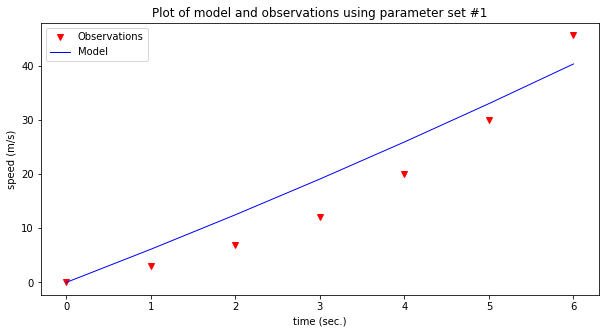 Plot of model and observations using parameter set #1
Observations
Model
speed (m/s)
40
30
20
10
0
0 1 2 3 4 5 6
time (sec.)